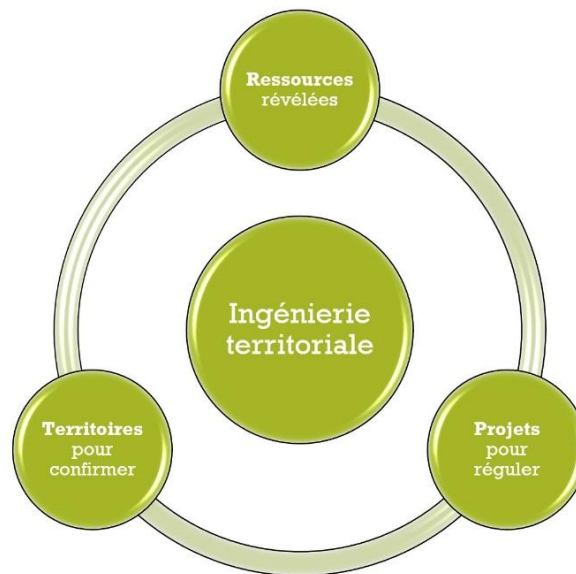 Ressources
révélées
Ingénierie
territoriale
Territoires
pour
confirmer
Projets
pour
réguler